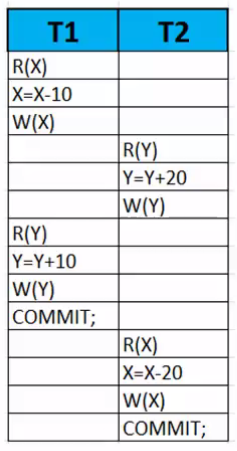 T1 T2
R(X)
X=X-10
W(X)
R(Y)
Y=Y+20
W(Y)
R(Y)
Y=Y+10
W(Y)
COMMIT;
R(X)
X=X-20
W(X)
COMMIT;